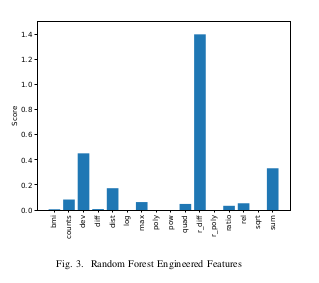 1.4
1.2
1.0
0.8
0.6
0.4
0.2
0.0
Score
bmi
counts
dev
diff
dist
log
max
poly
pow
quad
r_diff
r_poly
ratio
rel
sqrt
sum
Fig. 3. Random Forest Engineered Features